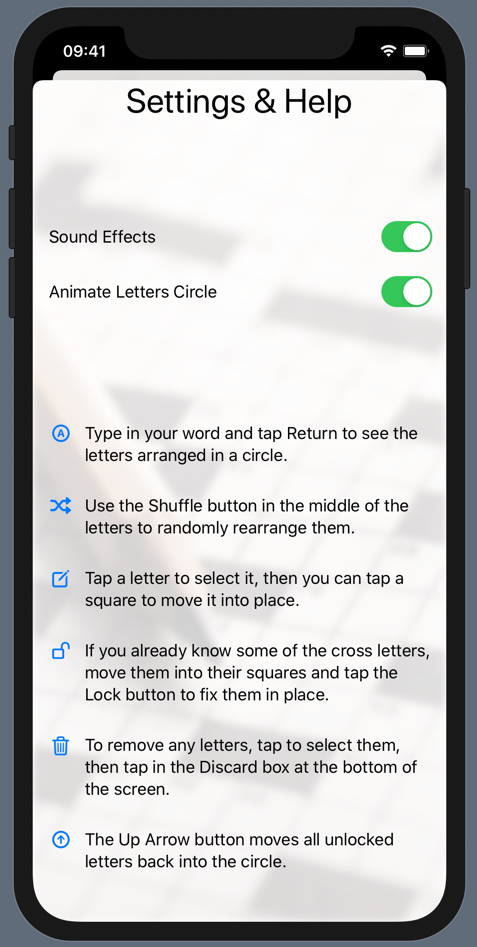 09:41
Settings & Help
Sound Effects
Animate Letters Circle
A
Type in your word and tap Return to see the
letters arranged in a circle.
Use the Shuffle button in the middle of the
letters to randomly rearrange them.
Tap a letter to select it, then you can tap a
square to move it into place.
If you already know some of the cross letters,
move them into their squares and tap the
Lock button to fix them in place.
To remove any letters, tap to select them,
then tap in the Discard box at the bottom of
the screen.
The Up Arrow button moves all unlocked
letters back into the circle.